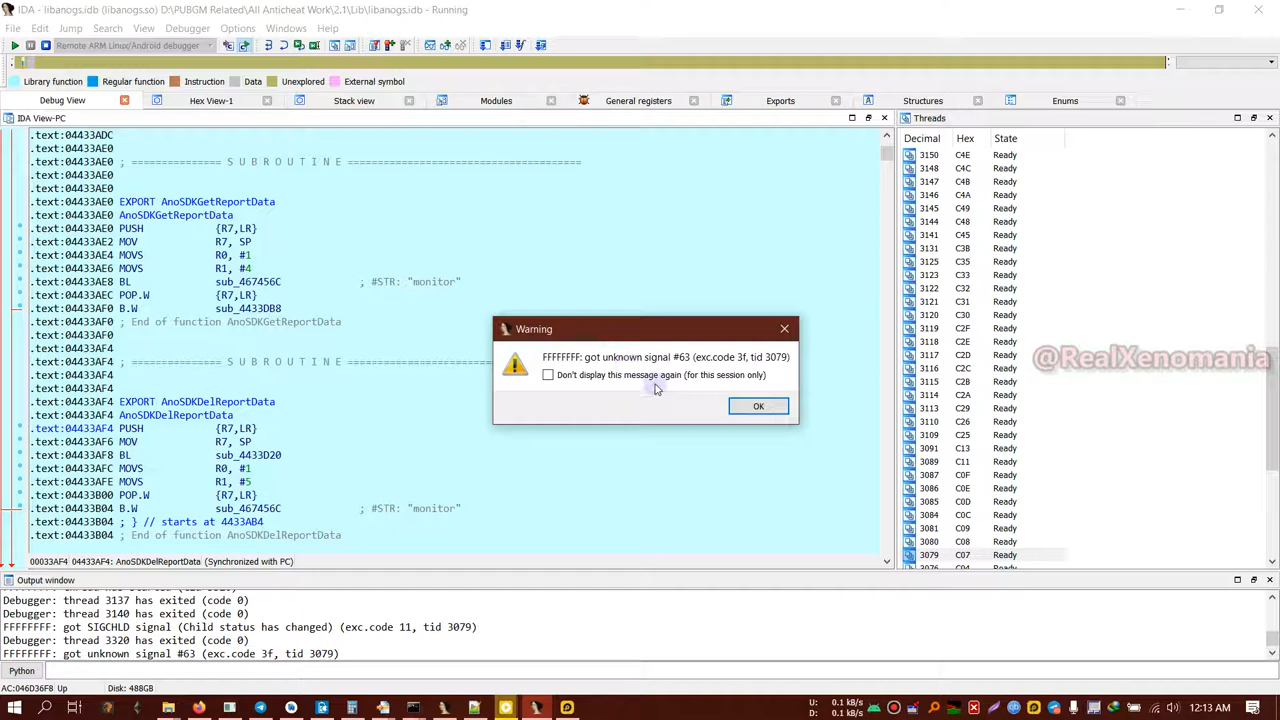 IDA - libanogs.idb (libanogs.so) D:\PUBGM Related\All Anticheat Work\2.1\Lib\libanogs.idb - Running
File Edit Jump Search View Debugger Options Windows Help
Remote ARM Linux/Android debugger
Library function Regular function Instruction Data Unexplored External symbol
Debug View Hex View-1 Stack view Modules General registers Exports Structures Enums
IDA View-PC
.text:04433ADC
.text:04433AE0
.text:04433AE0 ; =============== S U B R O U T I N E =======================================
.text:04433AE0
.text:04433AE0
.text:04433AE0 EXPORT AnoSDKGetReportData
.text:04433AE0 AnoSDKGetReportData
.text:04433AE0 PUSH {R7,LR}
.text:04433AE2 MOV R7, SP
.text:04433AE4 MOVS R0, #1
.text:04433AE6 MOVS R1, #4
.text:04433AE8 BL sub_467456C ; #STR: "monitor"
.text:04433AEC POP.W {R7,LR}
.text:04433AF0 B.W sub_4433DB8
.text:04433AF0 ; End of function AnoSDKGetReportData
.text:04433AF0
.text:04433AF4
.text:04433AF4 ; =============== S U B R O U T I N E
.text:04433AF4
.text:04433AF4
.text:04433AF4 EXPORT AnoSDKDelReportData
.text:04433AF4 AnoSDKDelReportData
.text:04433AF4 PUSH {R7,LR}
.text:04433AF6 MOV R7, SP
.text:04433AF8 BL sub_4433D20
.text:04433AFC MOVS R0, #1
.text:04433AFE MOVS R1, #5
.text:04433B00 POP.W {R7,LR}
.text:04433B04 B.W sub_467456C ; #STR: "monitor"
.text:04433B04 ; } // starts at 4433AB4
.text:04433B04 ; End of function AnoSDKDelReportData
00033AF4 04433AF4: AnoSDKDelReportData (Synchronized with PC)
Warning
FFFFFFFF: got unknown signal #63 (exc.code 3f, tid 3079)
Don't display this message again (for this session only)
OK
Threads
Decimal Hex State
3150 C4E Ready
3148 C4C Ready
3147 C4B Ready
3146 C4A Ready
3145 C49 Ready
3144 C48 Ready
3141 C45 Ready
3131 C3B Ready
3125 C35 Ready
3123 C33 Ready
3122 C32 Ready
3121 C31 Ready
3120 C30 Ready
3119 C2F Ready
3118 C2E Ready
3117 C2D Ready
3116 C2C Ready
3115 C2B Ready
3114 C2A Ready
3113 C29 Ready
3110 C26 Ready
3109 C25 Ready
3091 C13 Ready
3089 C11 Ready
3087 C0F Ready
3086 C0E Ready
3085 C0D Ready
3084 C0C Ready
3081 C09 Ready
3080 C08 Ready
3079 C07 Ready
3076 C04 Ready
@RealXenomania
Output window
Debugger: thread 3137 has exited (code 0)
Debugger: thread 3140 has exited (code 0)
FFFFFFFF: got SIGCHLD signal (Child status has changed) (exc.code 11, tid 3079)
Debugger: thread 3320 has exited (code 0)
FFFFFFFF: got unknown signal #63 (exc.code 3f, tid 3079)
Python
AC:046D36F8 Up Disk: 488GB
U: 0.1 kB/s
D: 0.1 kB/s
12:13 AM